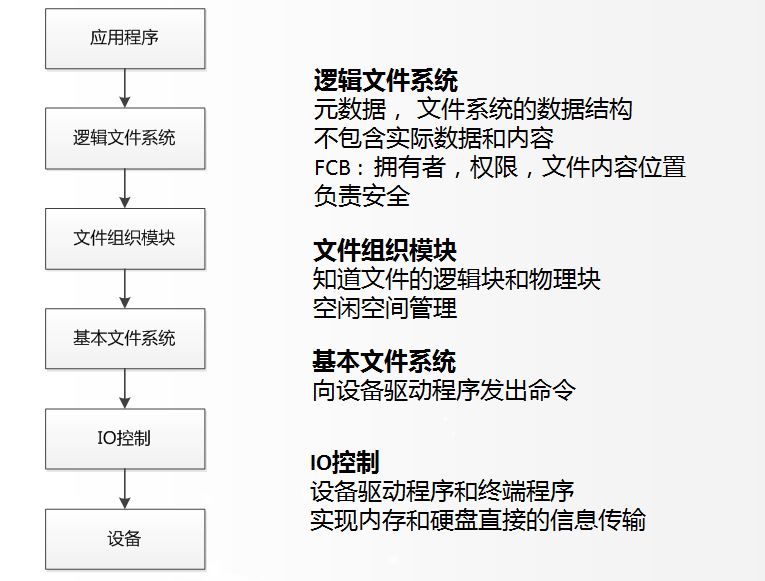 应用程序
逻辑文件系统
文件组织模块
基本文件系统
IO控制
设备
逻辑文件系统
元数据，文件系统的数据结构
不包含实际数据和内容
FCB：拥有者，权限，文件内容位置
负责安全
文件组织模块
知道文件的逻辑块和物理块
空闲空间管理
基本文件系统
向设备驱动程序发出命令
IO控制
设备驱动程序和终端程序
实现内存和硬盘直接的信息传输